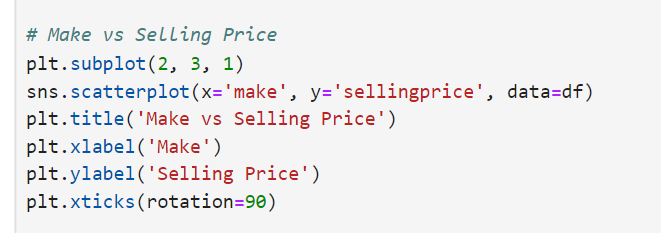 # Make vs Selling Price
plt.subplot(2, 3, 1)
sns.scatterplot(x='make', y='sellingprice', data=df)
plt.title('Make vs Selling Price')
plt.xlabel('Make')
plt.ylabel('Selling Price')
plt.xticks(rotation=90)